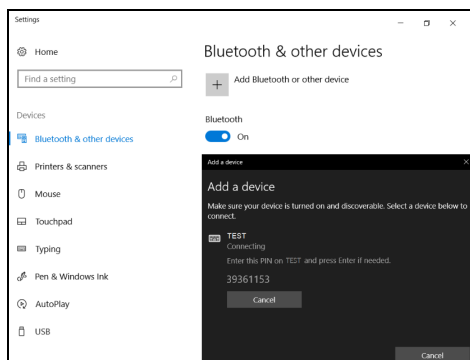 Settings
Home
Find a setting
Devices
Bluetooth & other devices
Printers & scanners
Mouse
Touchpad
Typing
Pen & Windows Ink
AutoPlay
USB
Bluetooth & other devices
Add Bluetooth or other device
Bluetooth
On
Add a device
Add a device
Make sure your device is turned on and discoverable. Select a device below to
connect.
TEST
Connecting
Enter this PIN on TEST and press Enter if needed.
39361153
Cancel
Cancel